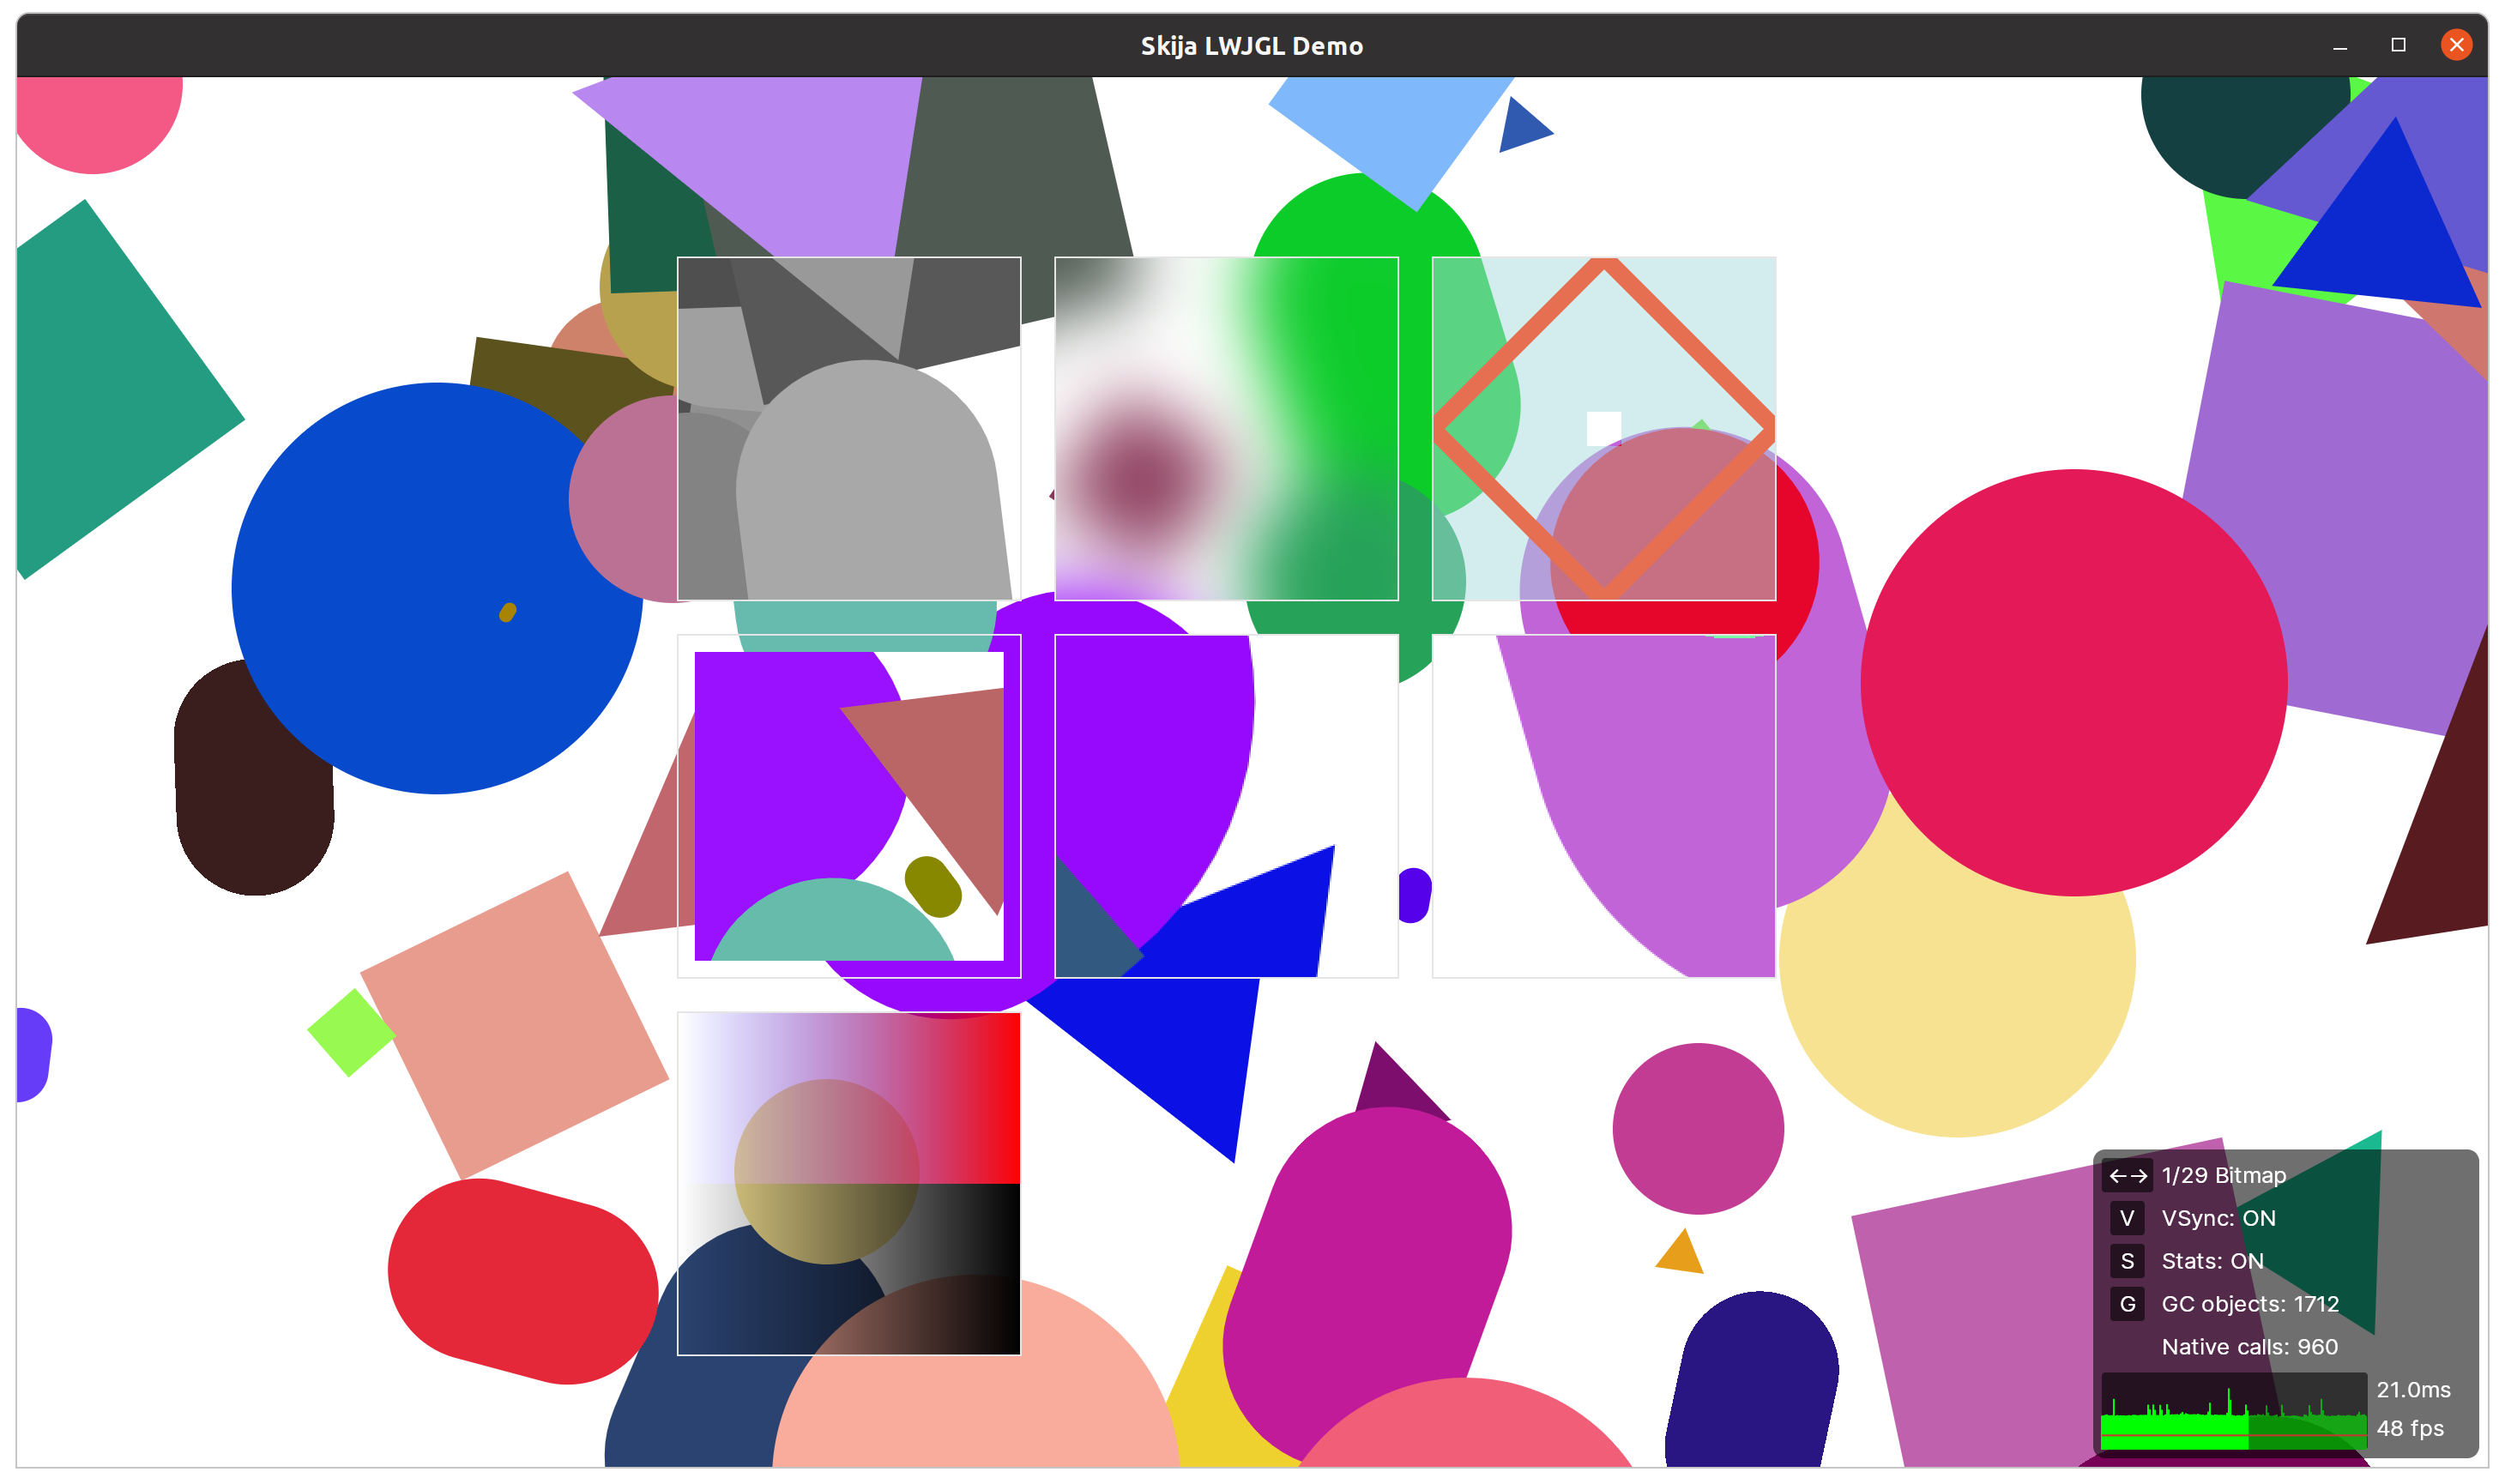 Skija LWJGL Demo
←→ 1/29 Bitmap
V VSync: ON
S Stats: ON
G GC objects: 1712
Native calls: 960
21.0ms
48 fps